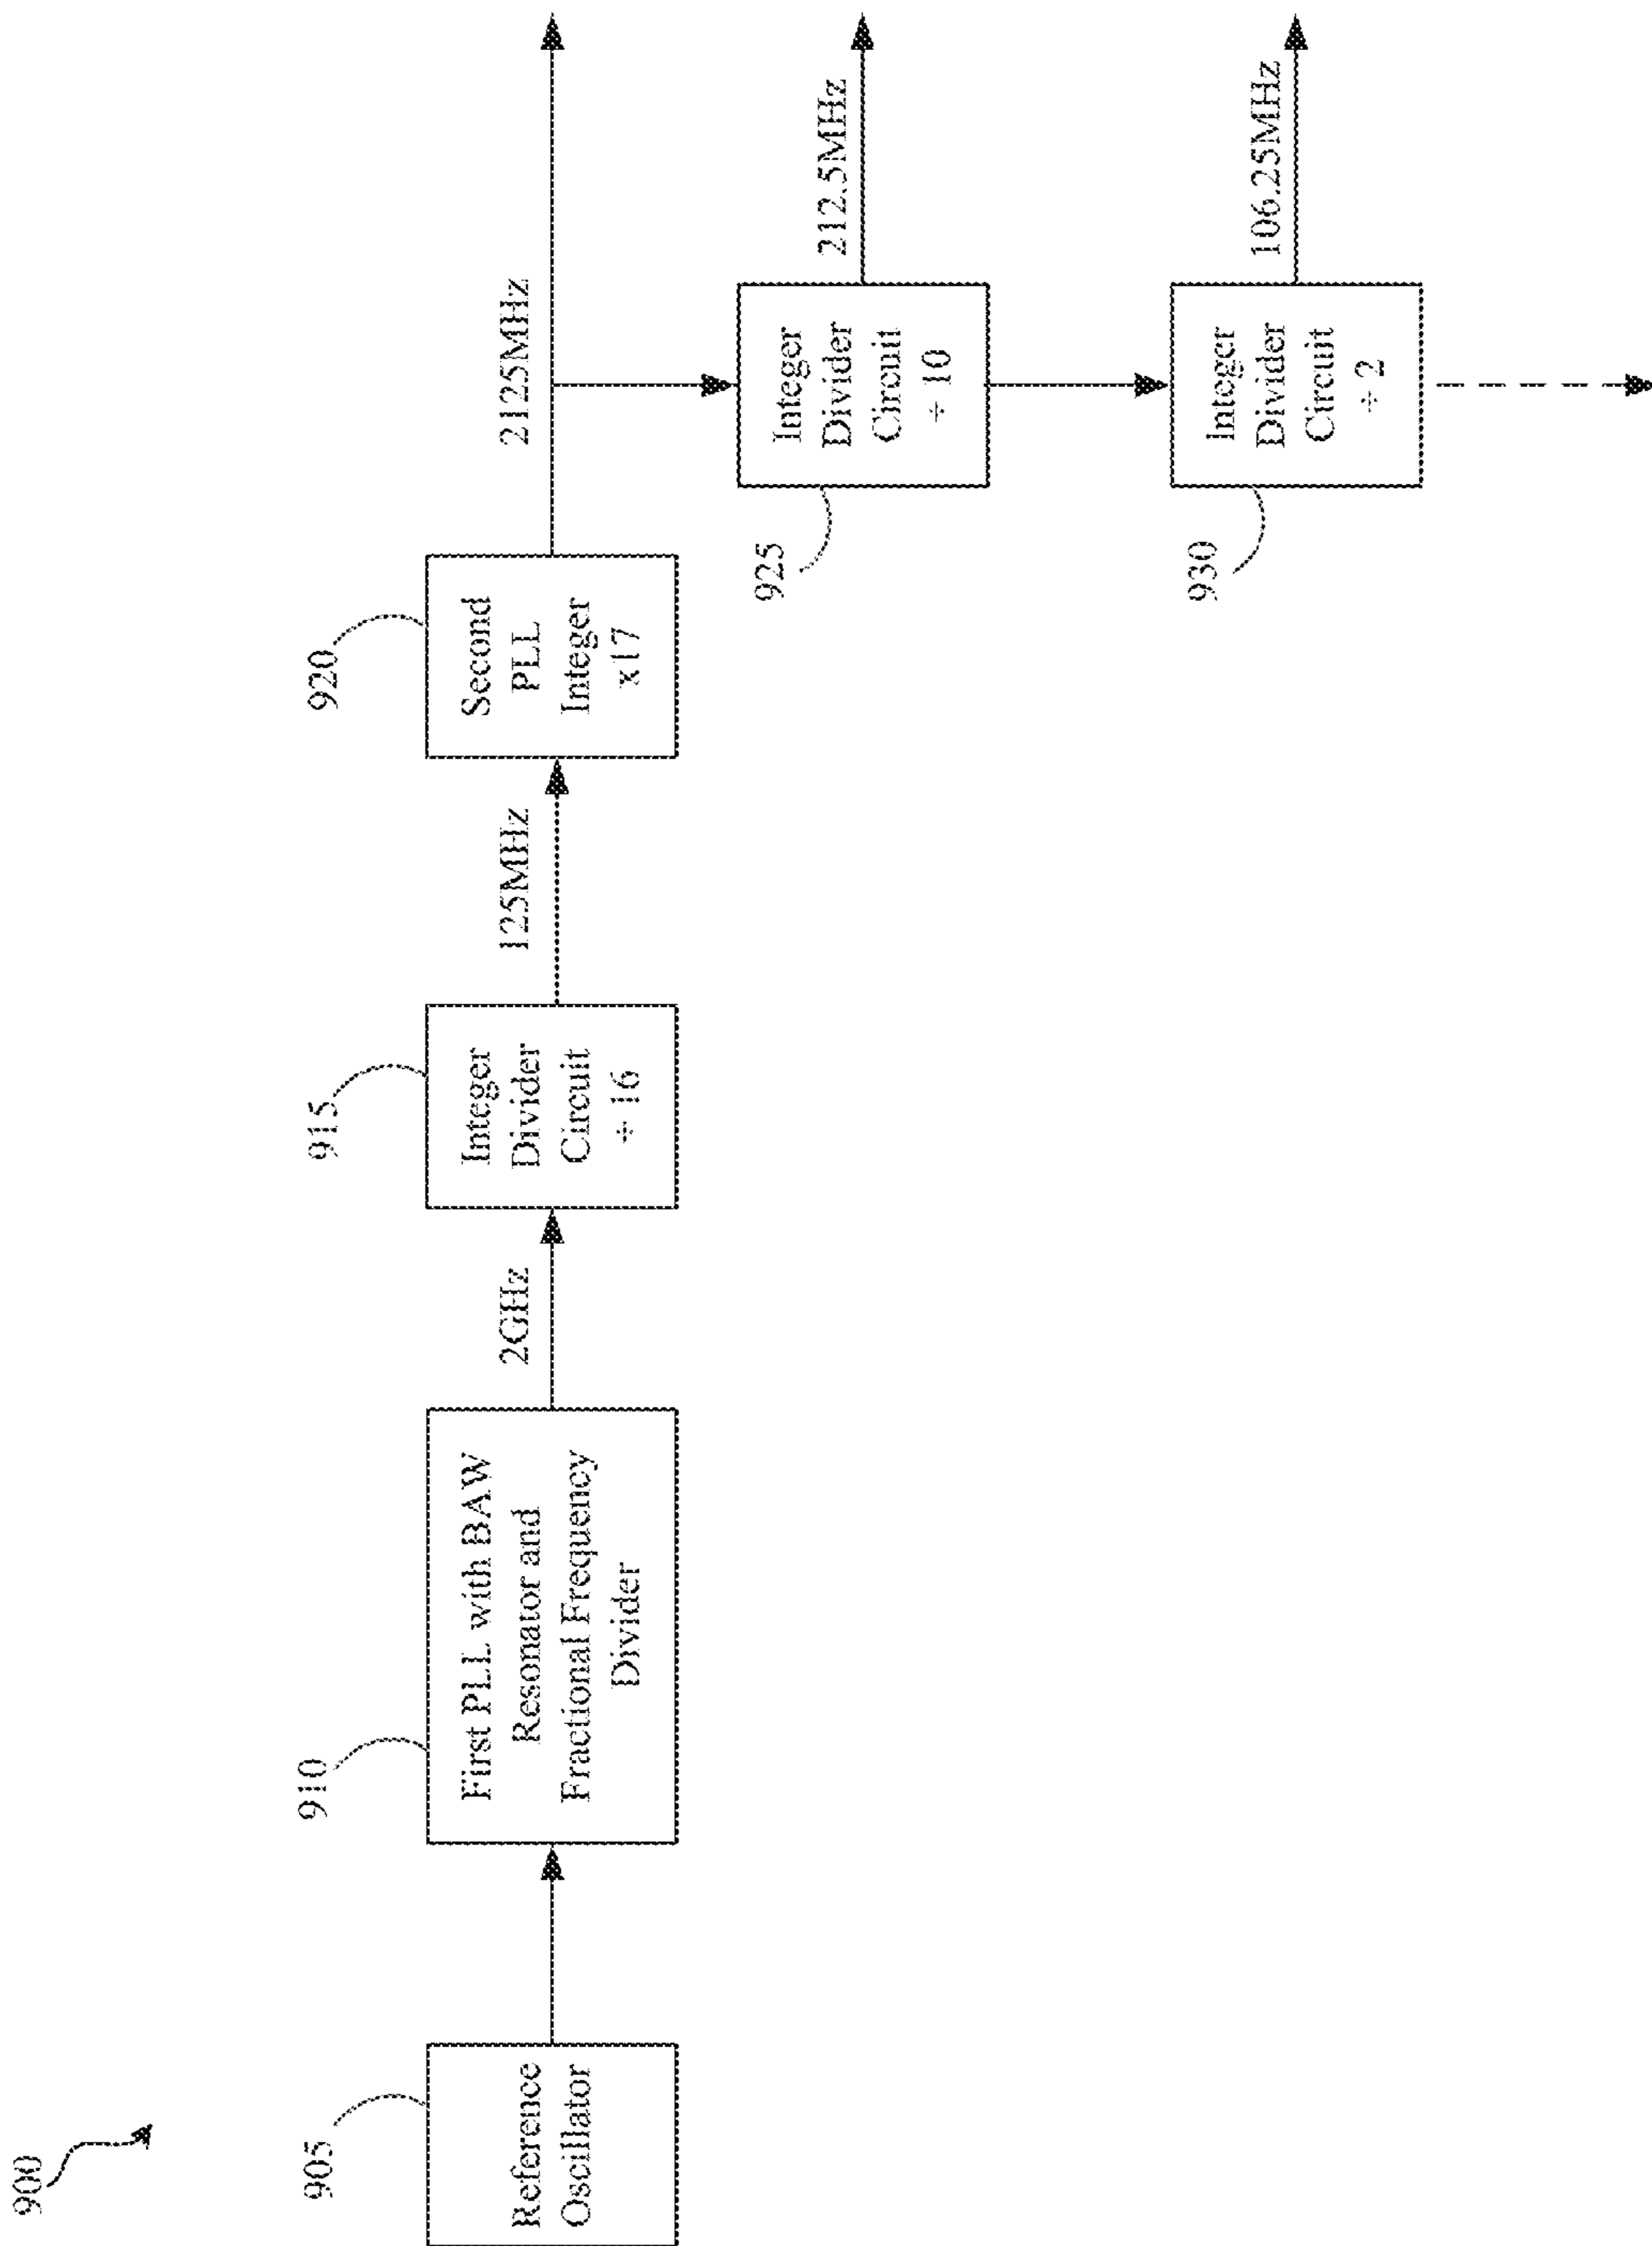 900
905
Reference
Oscillator
910
First PLL with BAW
Resonator and
Fractional Frequency
Divider
2GHz
915
Integer
Divider
Circuit
÷ 16
125MHz
920
Second
PLL
Integer
x17
2125MHz
925
Integer
Divider
Circuit
÷ 10
212.5MHz
930
Integer
Divider
Circuit
÷ 2
106.25MHz